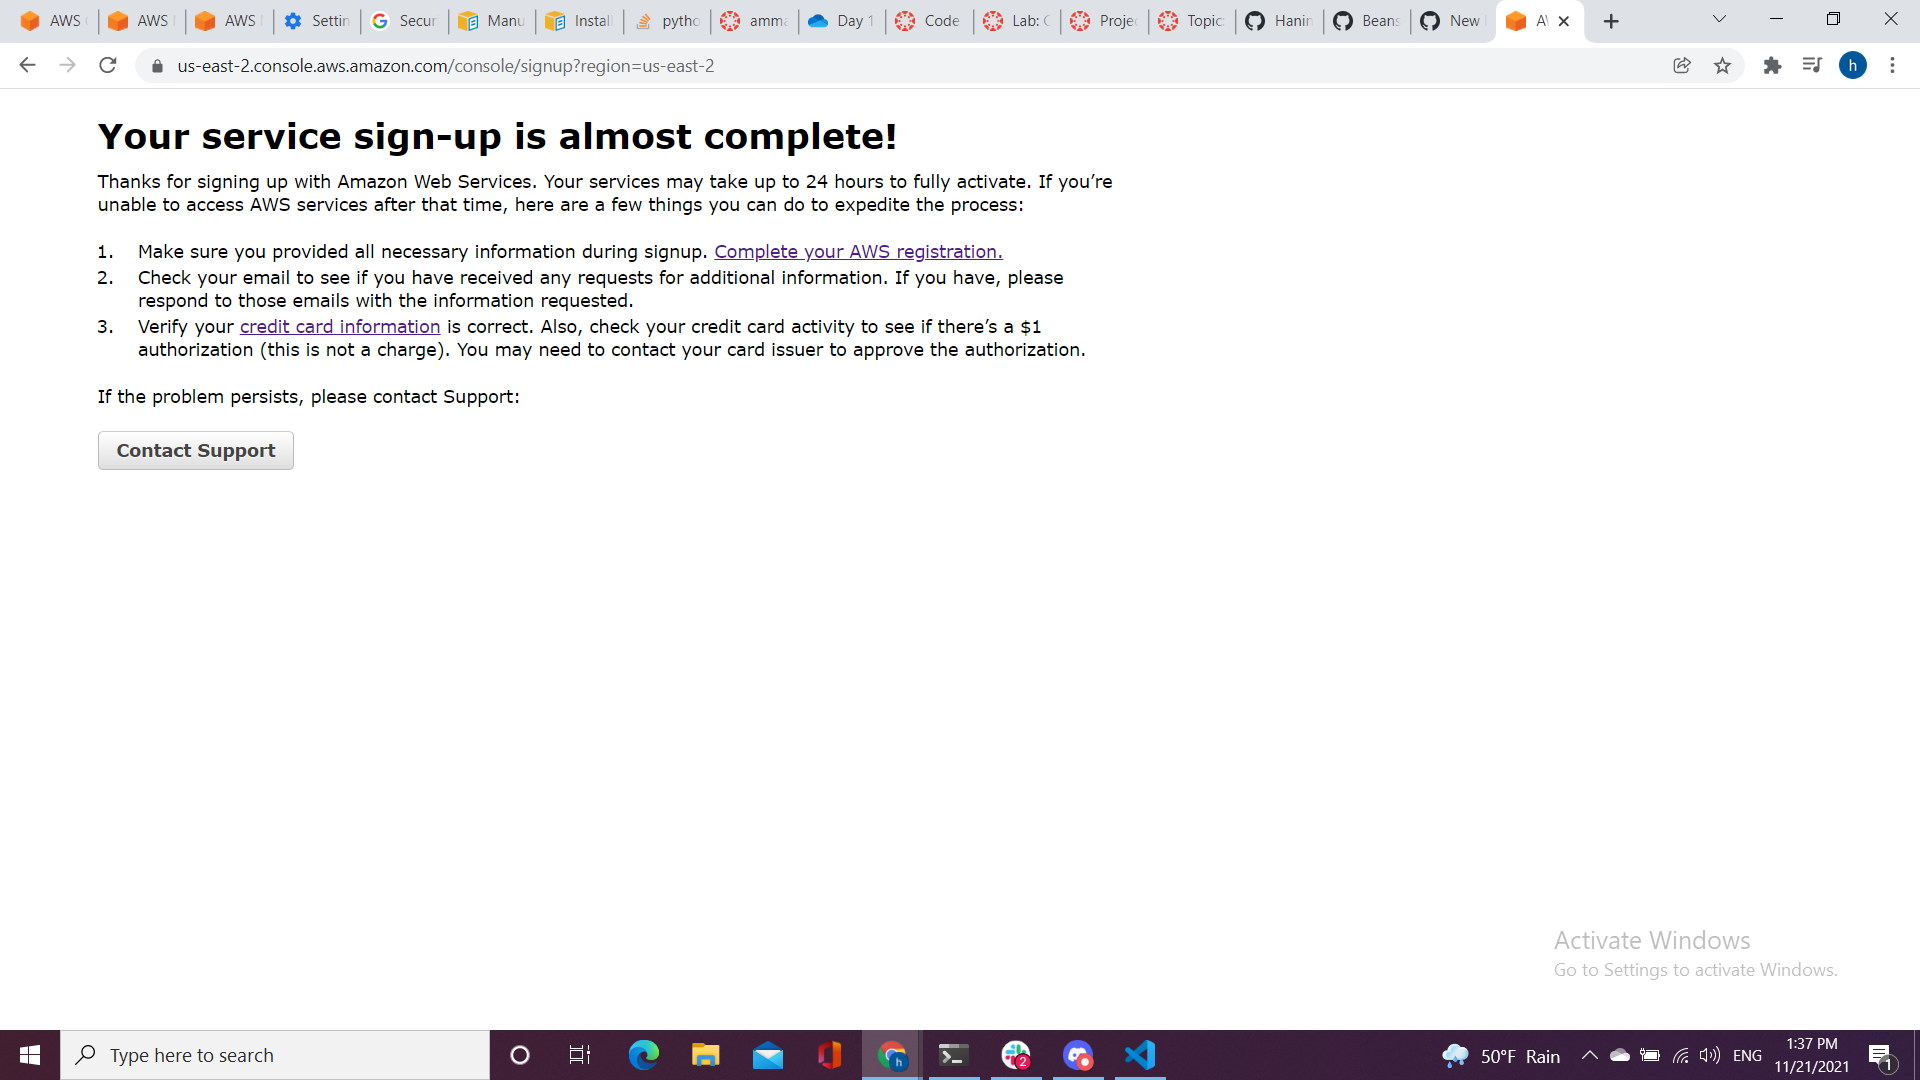 AWS
AWS
AWS
Settin
Secur
Manu
Install
pytho
amma
Day 1
Code
Lab: C
Projec
Topic:
Hanin
Beans
New
us-east-2.console.aws.amazon.com/console/signup?region=us-east-2
h
Your service sign-up is almost complete!
Thanks for signing up with Amazon Web Services. Your services may take up to 24 hours to fully activate. If you’re
unable to access AWS services after that time, here are a few things you can do to expedite the process:
1. Make sure you provided all necessary information during signup. Complete your AWS registration.
2. Check your email to see if you have received any requests for additional information. If you have, please
respond to those emails with the information requested.
3. Verify your credit card information is correct. Also, check your credit card activity to see if there’s a $1
authorization (this is not a charge). You may need to contact your card issuer to approve the authorization.
If the problem persists, please contact Support:
Contact Support
Activate Windows
Go to Settings to activate Windows.
Type here to search
h
2
50°F Rain
ENG
1:37 PM
11/21/2021
1